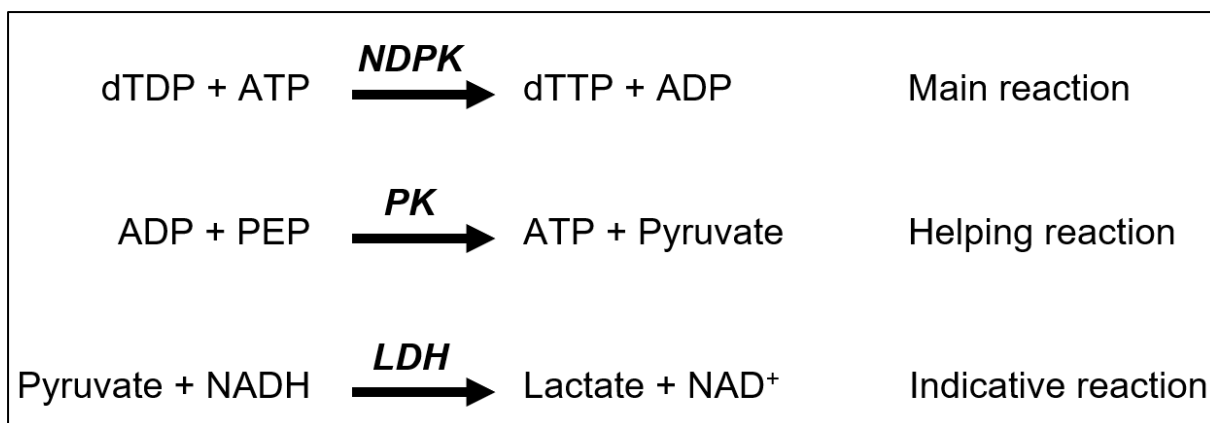 NDPK
dTDP + ATP dTTP + ADP Main reaction
PK
ADP + PEP ATP + Pyruvate Helping reaction
LDH
Pyruvate + NADH Lactate + NAD⁺ Indicative reaction